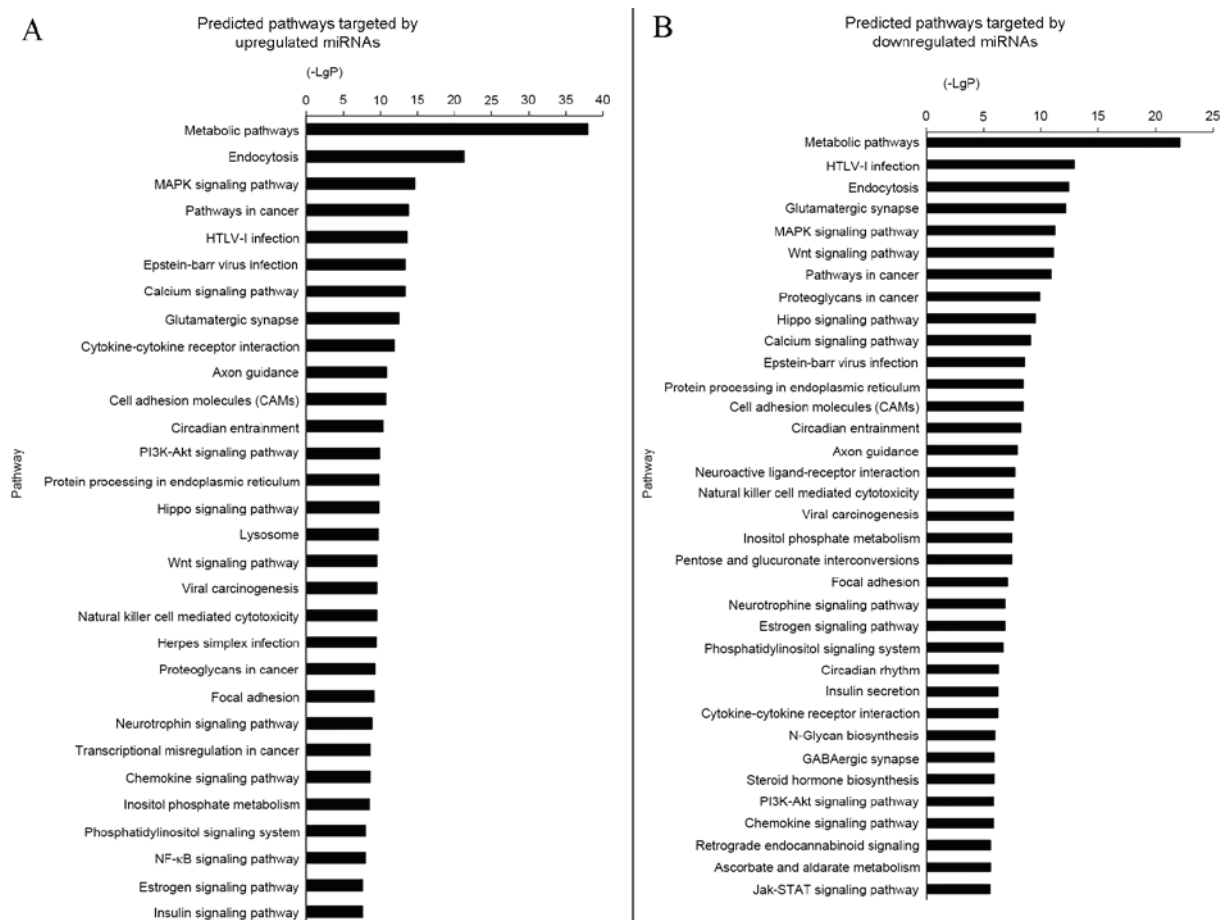 A
Predicted pathways targeted by
upregulated miRNAs
(-LgP)
0 5 10 15 20 25 30 35 40
Metabolic pathways
Endocytosis
MAPK signaling pathway
Pathways in cancer
HTLV-I infection
Epstein-barr virus infection
Calcium signaling pathway
Glutamatergic synapse
Cytokine-cytokine receptor interaction
Axon guidance
Cell adhesion molecules (CAMs)
Circadian entrainment
PI3K-Akt signaling pathway
Protein processing in endoplasmic reticulum
Hippo signaling pathway
Lysosome
Wnt signaling pathway
Viral carcinogenesis
Natural killer cell mediated cytotoxicity
Herpes simplex infection
Proteoglycans in cancer
Focal adhesion
Neurotrophin signaling pathway
Transcriptional misregulation in cancer
Chemokine signaling pathway
Inositol phosphate metabolism
Phosphatidylinositol signaling system
NF-κB signaling pathway
Estrogen signaling pathway
Insulin signaling pathway
Pathway
B
Predicted pathways targeted by
downregulated miRNAs
(-LgP)
0 5 10 15 20 25
Metabolic pathways
HTLV-I infection
Endocytosis
Glutamatergic synapse
MAPK signaling pathway
Wnt signaling pathway
Pathways in cancer
Proteoglycans in cancer
Hippo signaling pathway
Calcium signaling pathway
Epstein-barr virus infection
Protein processing in endoplasmic reticulum
Cell adhesion molecules (CAMs)
Circadian entrainment
Axon guidance
Neuroactive ligand-receptor interaction
Natural killer cell mediated cytotoxicity
Viral carcinogenesis
Inositol phosphate metabolism
Pentose and glucuronate interconversions
Focal adhesion
Neurotrophine signaling pathway
Estrogen signaling pathway
Phosphatidylinositol signaling system
Circadian rhythm
Insulin secretion
Cytokine-cytokine receptor interaction
N-Glycan biosynthesis
GABAergic synapse
Steroid hormone biosynthesis
PI3K-Akt signaling pathway
Chemokine signaling pathway
Retrograde endocannabinoid signaling
Ascorbate and aldarate metabolism
Jak-STAT signaling pathway
Pathway